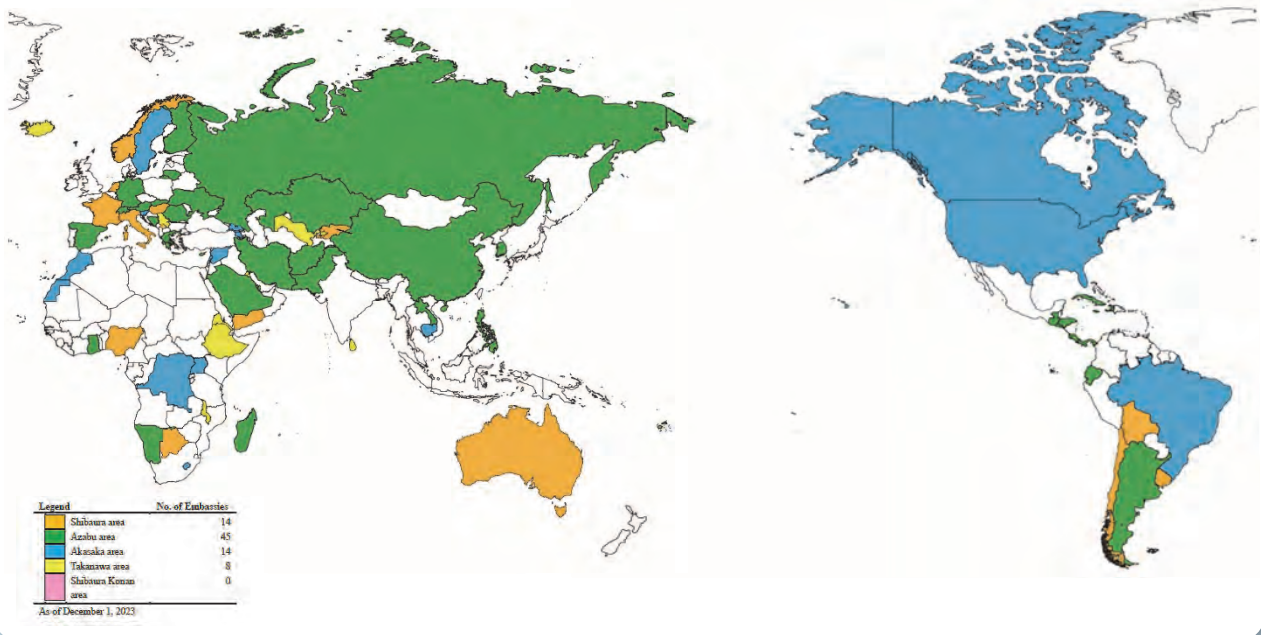 Legend No. of Embassies
Shibaura area 14
Azabu area 45
Akasaka area 14
Takanawa area 8
Shibaura Konan 0
area
As of December 1, 2023